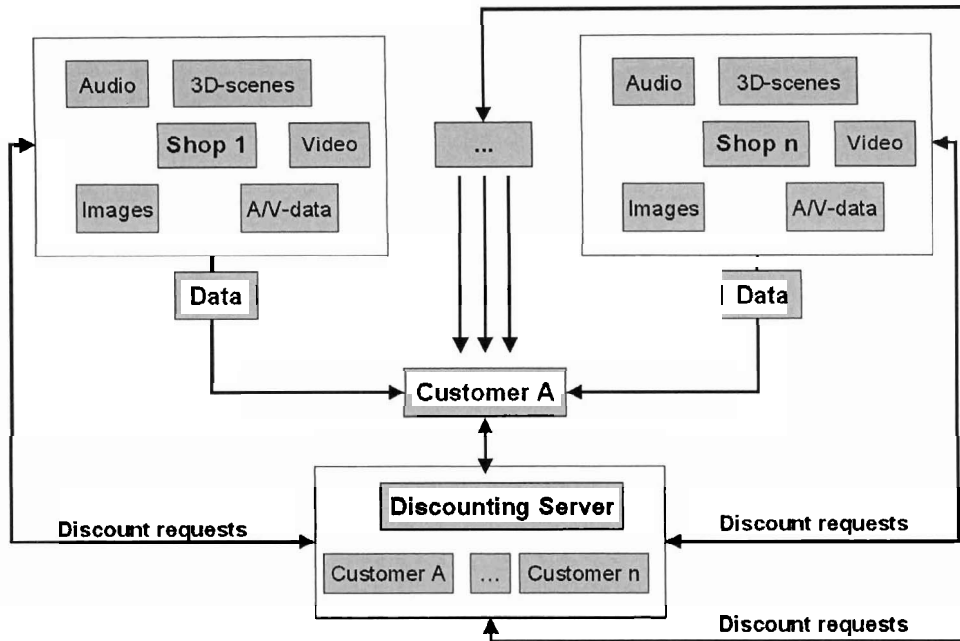 Audio
3D-scenes
Shop 1
Video
Images
A/V-data
...
Audio
3D-scenes
Shop n
Video
Images
A/V-data
Data
Data
Customer A
Discounting Server
Customer A
...
Customer n
Discount requests
Discount requests
Discount requests